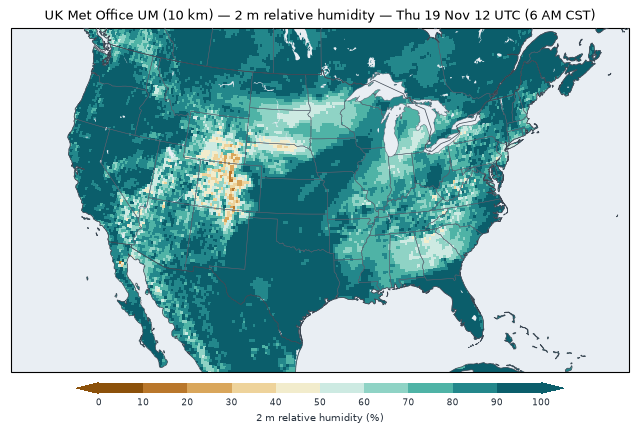 UK Met Office UM (10 km) — 2 m relative humidity — Thu 19 Nov 12 UTC (6 AM CST)
0 10 20 30 40 50 60 70 80 90 100
2 m relative humidity (%)